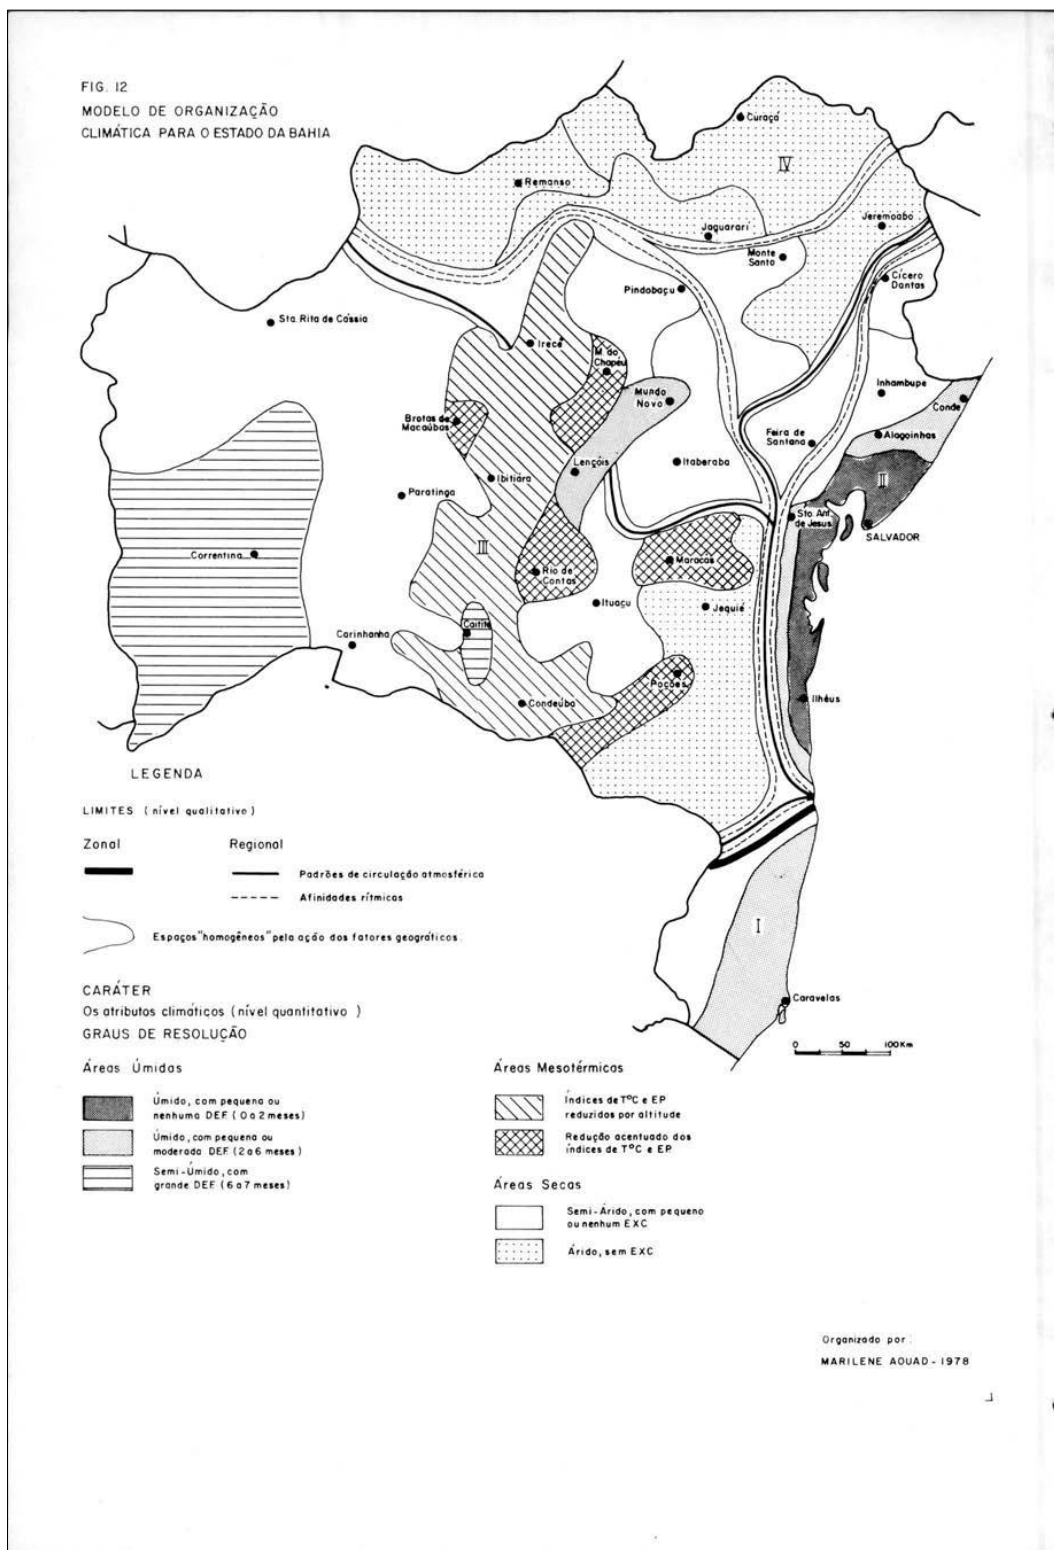 FIG. 12
MODELO DE ORGANIZAÇÃO
CLIMÁTICA PARA O ESTADO DA BAHIA
Curaçá
IV
Remanso
Jeremoabo
Jaguararí
Monte
Santo
Cícero
Dantas
Pindobaçu
Sta. Rita de Cássia
Irecê
M. do
Chapéu
Mundo
Novo
Inhambupe
Conde
Brotas de
Macaúbas
Feira de
Santana
Alagoinhas
Lençóis
Itaberaba
II
Ibitiára
Paratinga
Sto. Ant.
de Jesus
SALVADOR
III
Correntina
Maracás
Rio de
Contas
Ituaçu
Jequié
Caitité
Carinhanha
Poções
Ilhéus
Condeúba
LEGENDA
LIMITES (nível qualitativo)
Zonal
Regional
Padrões de circulação atmosférica
Afinidades rítmicas
I
Espaços "homogêneos" pela ação dos fatores geográficos.
CARÁTER
Os atributos climáticos (nível quantitativo)
GRAUS DE RESOLUÇÃO
Caravelas
0 50 100Km
Áreas Úmidas
Úmido, com pequena ou
nenhuma DEF. (0 a 2 meses)
Úmido, com pequena ou
moderada DEF. (2 a 6 meses)
Semi-Úmido, com
grande DEF. (6 a 7 meses)
Áreas Mesotérmicas
Índices de T°C e EP
reduzidos por altitude
Redução acentuado dos
índices de T°C e EP
Áreas Secas
Semi-Árido, com pequeno
ou nenhum EXC
Árido, sem EXC
Organizado por:
MARILENE AOUAD - 1978